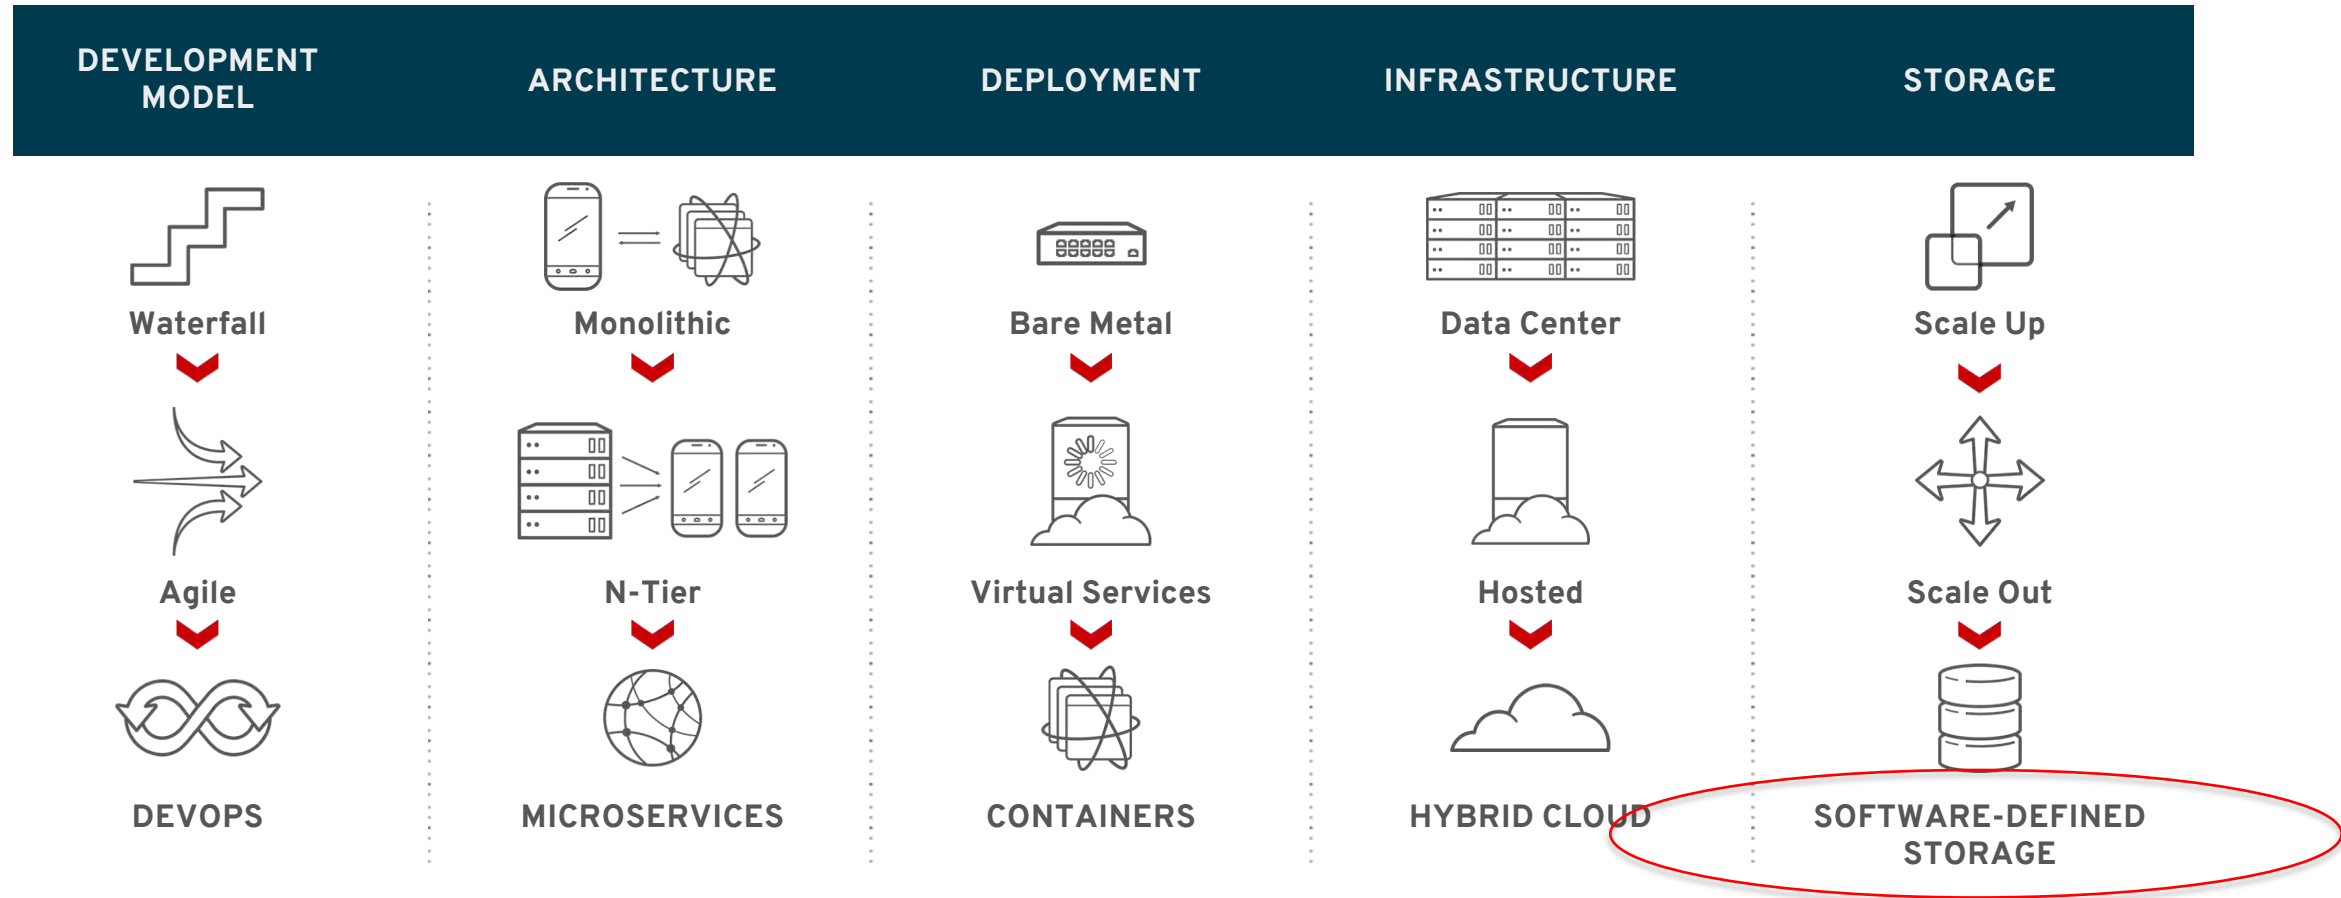 DEVELOPMENT
MODEL
ARCHITECTURE
DEPLOYMENT
INFRASTRUCTURE
STORAGE
Waterfall
Monolithic
Bare Metal
Data Center
Scale Up
Agile
N-Tier
Virtual Services
Hosted
Scale Out
DEVOPS
MICROSERVICES
CONTAINERS
HYBRID CLOUD
SOFTWARE-DEFINED
STORAGE